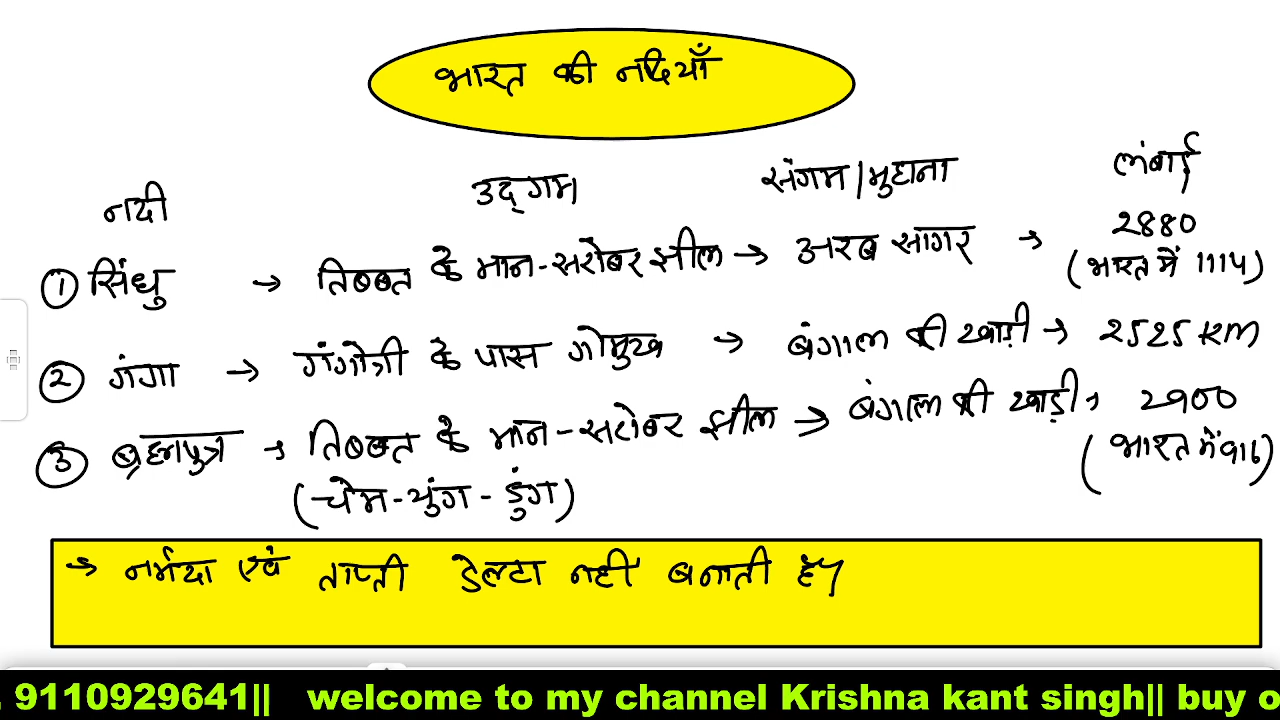 भारत की नदियाँ
नदी उद्गम संगम/मुहाना लंबाई
① सिंधु → तिब्बत के मान-सरोवर झील → अरब सागर → 2880
(भारत में 1114)
② गंगा → गंगोत्री के पास गोमुख → बंगाल की खाड़ी → 2525 km
③ ब्रह्मपुत्र → तिब्बत के मान-सरोवर झील → बंगाल की खाड़ी → 2900
(चेम-युंग-डुंग) (भारत में 916)
→ नर्मदा एवं ताप्ती डेल्टा नहीं बनाती है।
. 9110929641|| welcome to my channel Krishna kant singh|| buy o